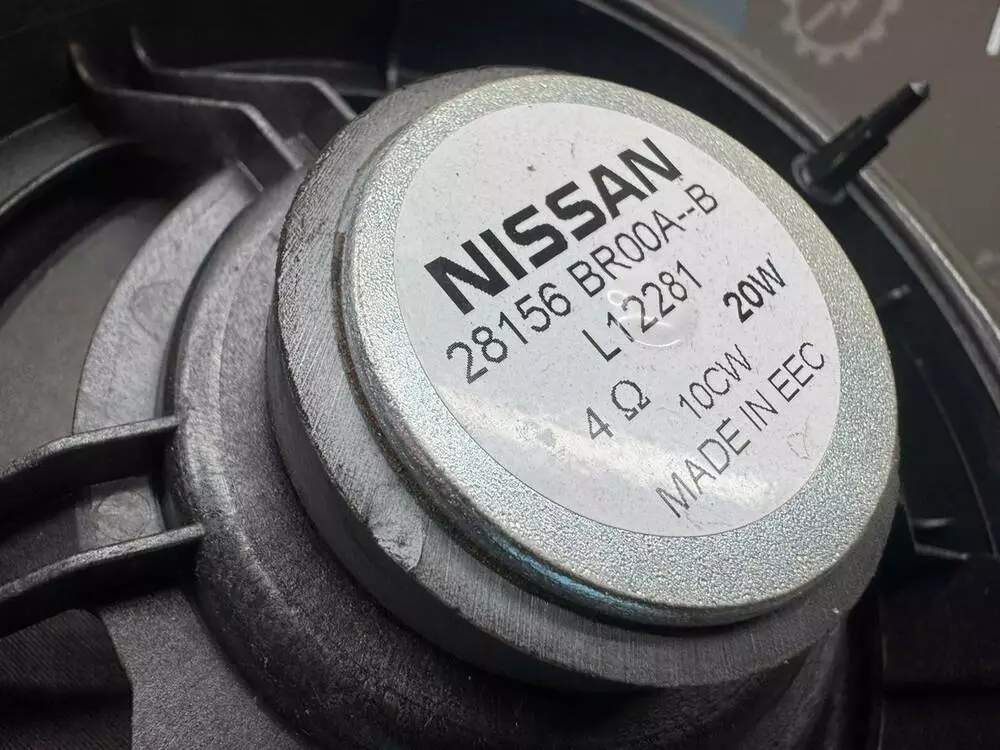 NISSAN
28156 BR00A--B
L12281
20W
4 Ω
10CW
MADE IN EEC